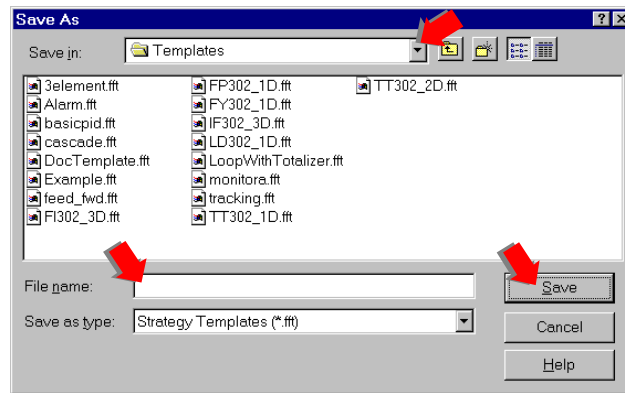 Save As
Save in: Templates
3element.fft FP302_1D.fft TT302_2D.fft
Alarm.fft FY302_1D.fft
basicpid.fft IF302_3D.fft
cascade.fft LD302_1D.fft
DocTemplate.fft LoopWithTotalizer.fft
Example.fft monitora.fft
feed_fwd.fft tracking.fft
FI302_3D.fft TT302_1D.fft
File name: Save
Save as type: Strategy Templates (*.fft) Cancel
Help